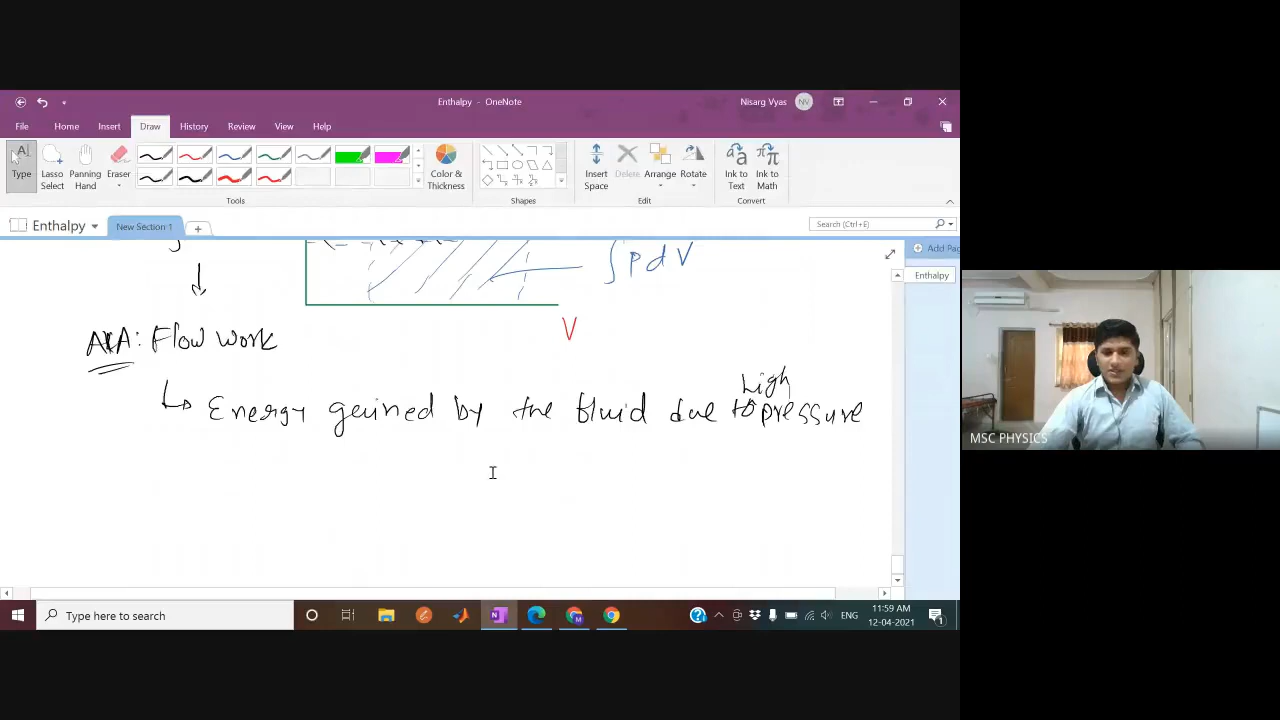 Enthalpy - OneNote
Nisarg Vyas NV
File Home Insert Draw History Review View Help
Type Lasso Select Panning Hand Eraser Color & Thickness Insert Space Delete Arrange Rotate Ink to Text Ink to Math
Tools Shapes Edit Convert
Enthalpy New Section 1 + Search (Ctrl+E)
Add Pag
Enthalpy
∫ P d V
V
AKA: Flow work
high
Energy gained by the fluid due to pressure
MSC PHYSICS
Type here to search
ENG 11:59 AM
12-04-2021